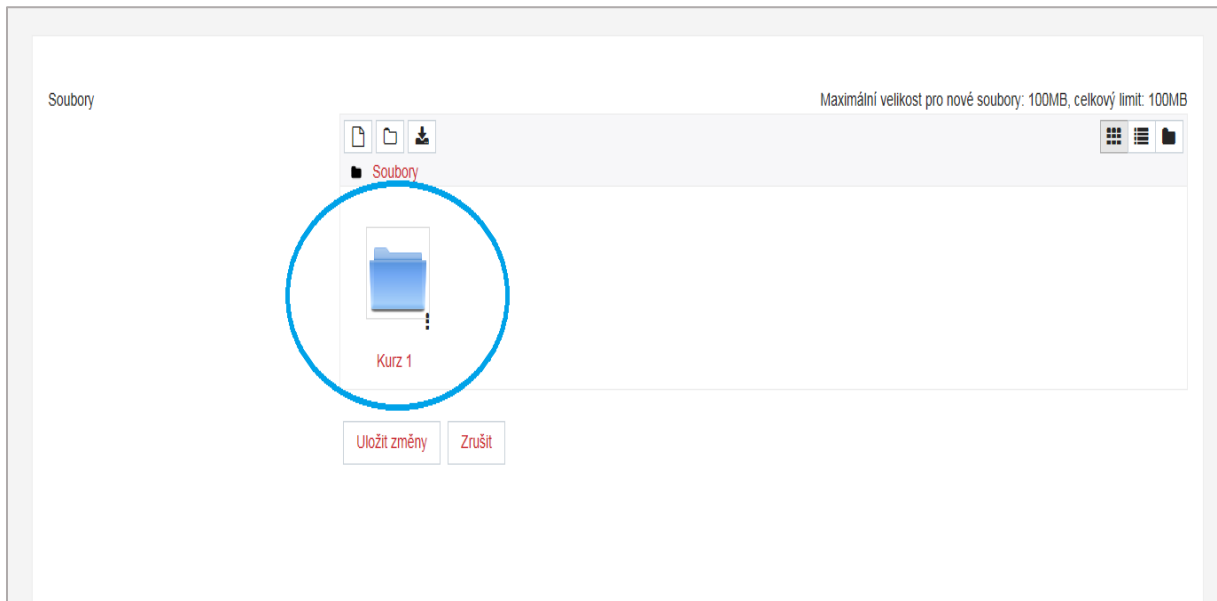 Soubory
Maximální velikost pro nové soubory: 100MB, celkový limit: 100MB
Soubory
Kurz 1
Uložit změny
Zrušit